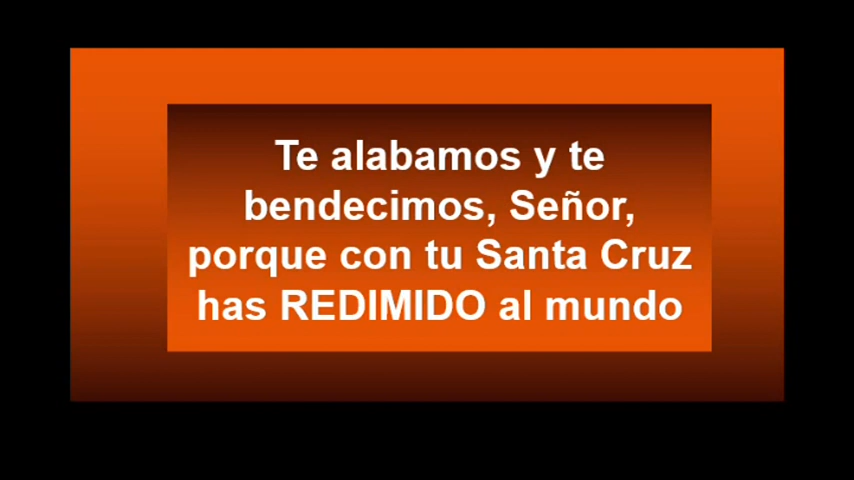 Te alabamos y te
bendecimos, Señor,
porque con tu Santa Cruz
has REDIMIDO al mundo